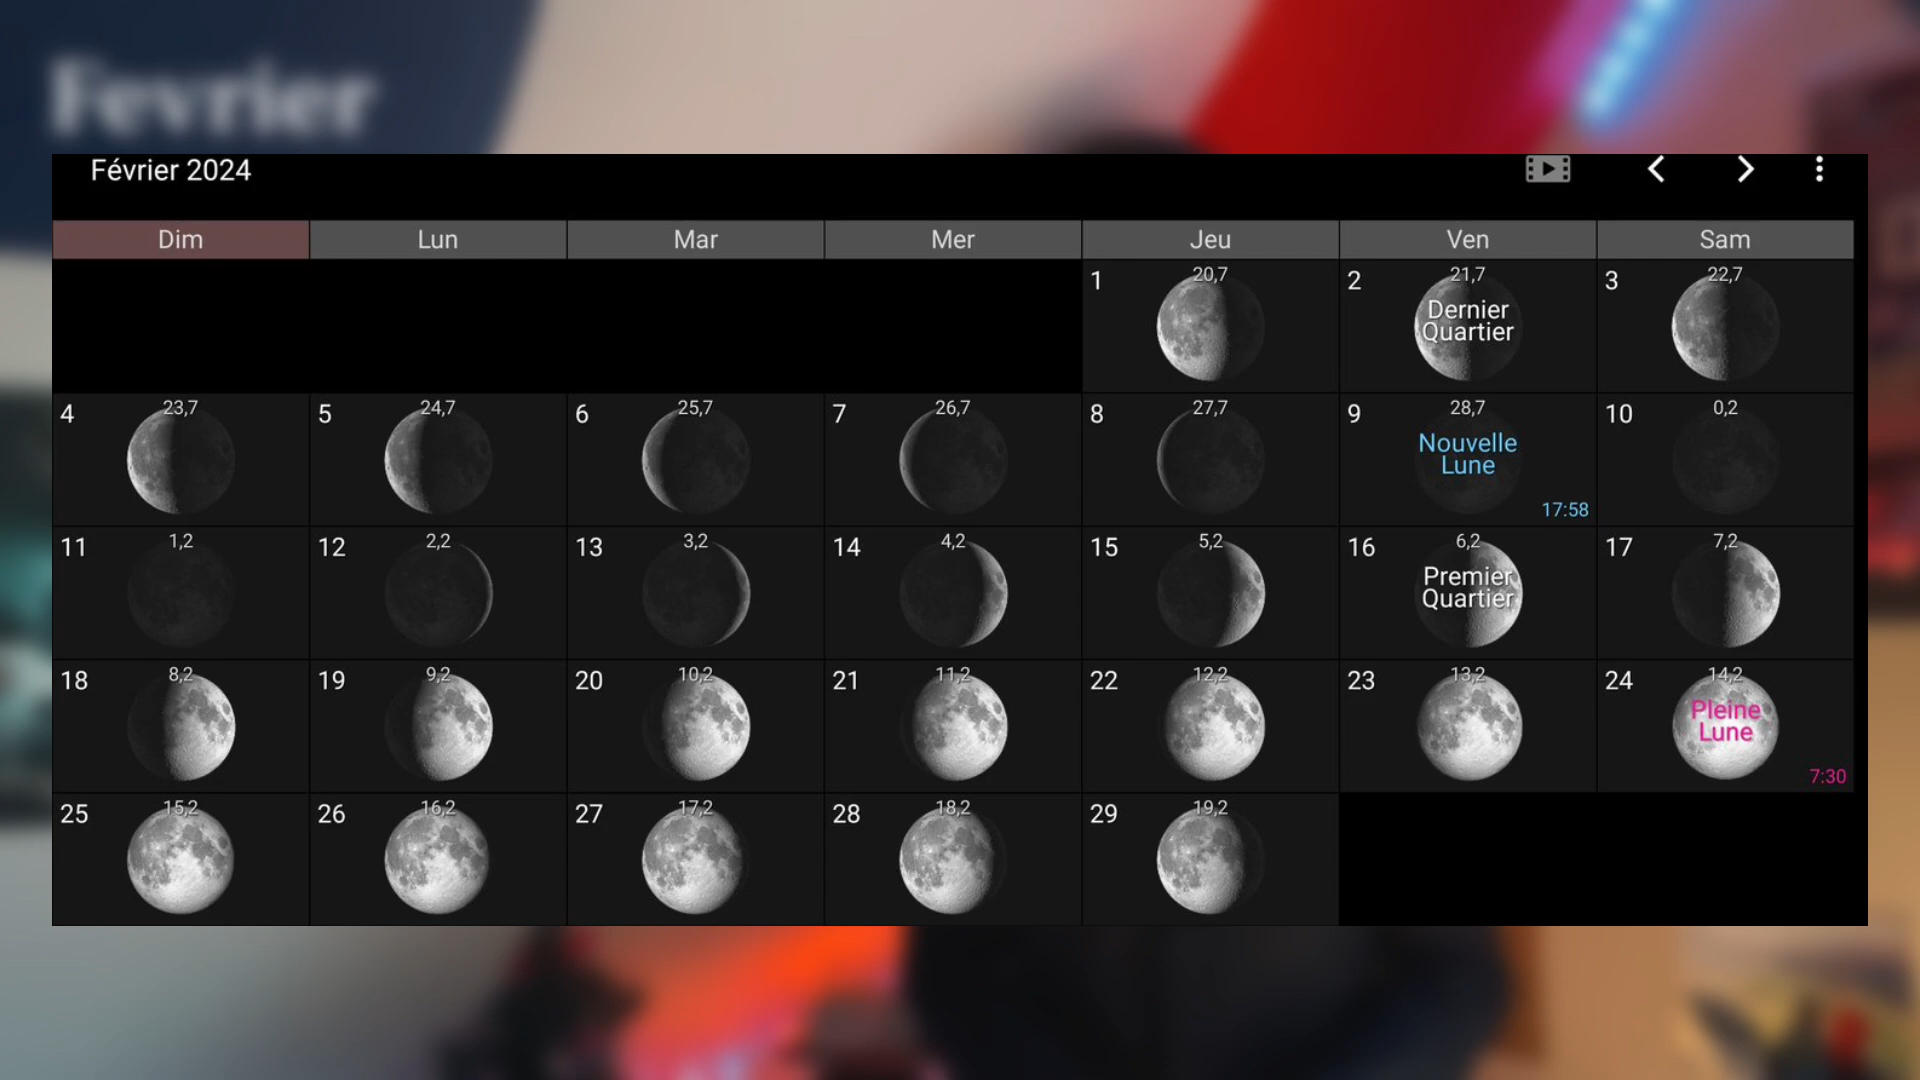 Fevrier
Février 2024
Dim Lun Mar Mer Jeu Ven Sam
1 20,7
2 21,7
Dernier
Quartier
3 22,7
4 23,7
5 24,7
6 25,7
7 26,7
8 27,7
9 28,7
Nouvelle
Lune
17:58
10 0,2
11 1,2
12 2,2
13 3,2
14 4,2
15 5,2
16 6,2
Premier
Quartier
17 7,2
18 8,2
19 9,2
20 10,2
21 11,2
22 12,2
23 13,2
24 14,2
Pleine
Lune
7:30
25 15,2
26 16,2
27 17,2
28 18,2
29 19,2